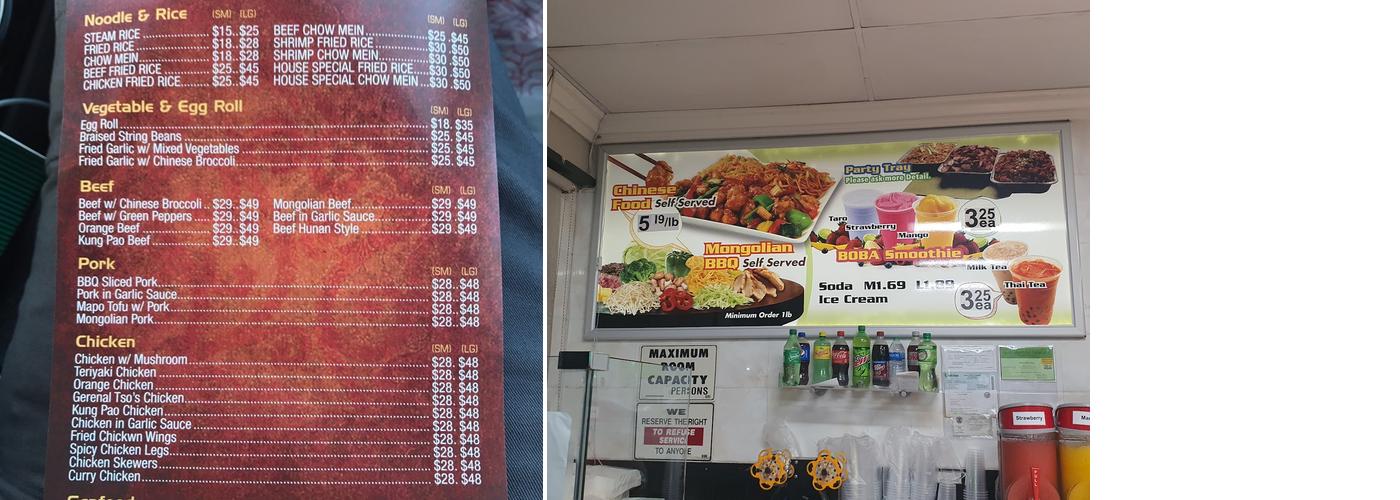 Noodle & Rice (SM) (LG)
STEAM RICE $15..$25
FRIED RICE $18..$28
CHOW MEIN $18..$28
BEEF FRIED RICE $25..$45
CHICKEN FRIED RICE $25..$45
(SM) (LG)
BEEF CHOW MEIN $25 .$45
SHRIMP FRIED RICE $30 .$50
SHRIMP CHOW MEIN $30 .$50
HOUSE SPECIAL FRIED RICE $30 .$50
HOUSE SPECIAL CHOW MEIN $30 .$50
Vegetable & Egg Roll (SM) (LG)
Egg Roll $18. $35
Braised String Beans $25. $45
Fried Garlic w/ Mixed Vegetables $25. $45
Fried Garlic w/ Chinese Broccoli $25. $45
Beef (SM) (LG)
Beef w/ Chinese Broccoli $29..$49
Beef w/ Green Peppers $29..$49
Orange Beef $29..$49
Kung Pao Beef $29..$49
Mongolian Beef $29 .$49
Beef in Garlic Sauce $29 .$49
Beef Hunan Style $29 .$49
Pork (SM) (LG)
BBQ Sliced Pork $28..$48
Pork in Garlic Sauce $28..$48
Mapo Tofu w/ Pork $28..$48
Mongolian Pork $28..$48
Chicken (SM) (LG)
Chicken w/ Mushroom $28. $48
Teriyaki Chicken $28. $48
Orange Chicken $28. $48
Gerenal Tso's Chicken $28. $48
Kung Pao Chicken $28. $48
Chicken in Garlic Sauce $28. $48
Fried Chickwn Wings $28. $48
Spicy Chicken Legs $28. $48
Chicken Skewers $28. $48
Curry Chicken $28. $48
Chinese
Food Self Served
5 19/lb
Mongolian
BBQ Self Served
Minimum Order 1lb
Party Tray
Please ask more Detail.
Taro
Strawberry
Mango
3 25 ea
BOBA Smoothie
Milk Tea
Thai Tea
Soda M1.69 L1.89
Ice Cream
3 25 ea
MAXIMUM
ROOM
CAPACITY
PERSONS
WE
RESERVE THE RIGHT
TO REFUSE
SERVICE
TO ANYONE
Strawberry